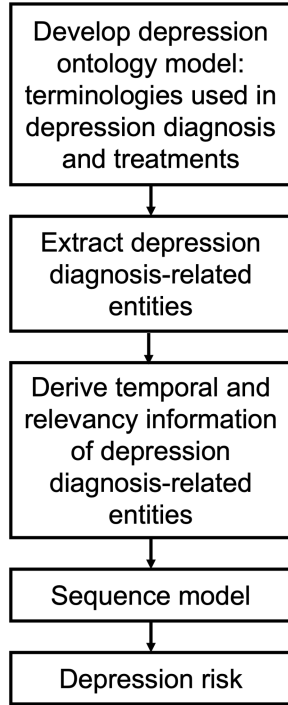 Develop depression
ontology model:
terminologies used in
depression diagnosis
and treatments
Extract depression
diagnosis-related
entities
Derive temporal and
relevancy information
of depression
diagnosis-related
entities
Sequence model
Depression risk